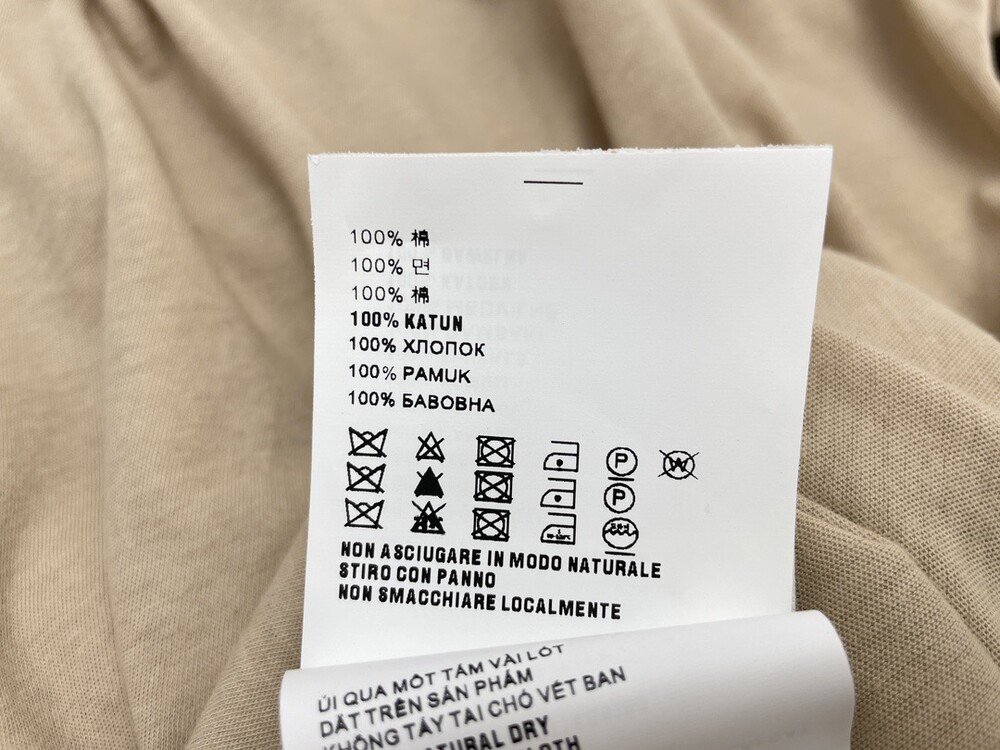 100% 棉
100% 면
100% 棉
100% KATUN
100% ХЛОПОК
100% PAMUK
100% БАВОВНА
P W
P
NON ASCIUGARE IN MODO NATURALE
STIRO CON PANNO
NON SMACCHIARE LOCALMENTE
ỦI QUA MỘT TẤM VẢI LÓT
DẶT TRÊN SẢN PHẨM
KHÔNG TẨY TẠI CHỖ VẾT BẨN